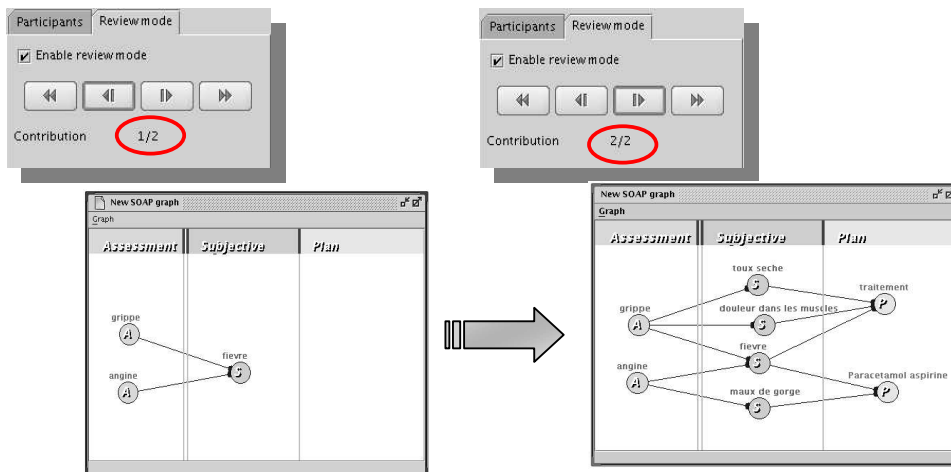 Participants Review mode
Enable review mode
Contribution 1/2
Participants Review mode
Enable review mode
Contribution 2/2
New SOAP graph
Graph
Assessment Subjective Plan
grippe
A
fievre
S
angine
A
New SOAP graph
Graph
Assessment Subjective Plan
toux seche
S
traitement
P
grippe
A
douleur dans les muscles
S
fievre
S
angine
A
Paracetamol aspirine
P
maux de gorge
S